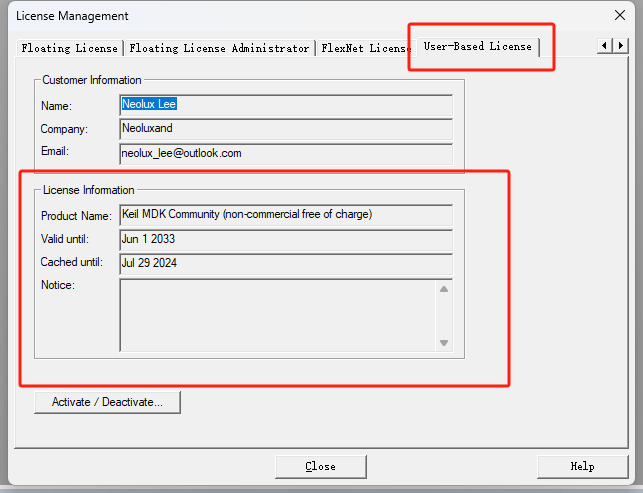 License Management
Floating License
Floating License Administrator
FlexNet License
User-Based License
Customer Information
Name: Neolux Lee
Company: Neoluxand
Email: neolux_lee@outlook.com
License Information
Product Name: Keil MDK Community (non-commercial free of charge)
Valid until: Jun 1 2033
Cached until: Jul 29 2024
Notice:
Activate / Deactivate...
Close
Help